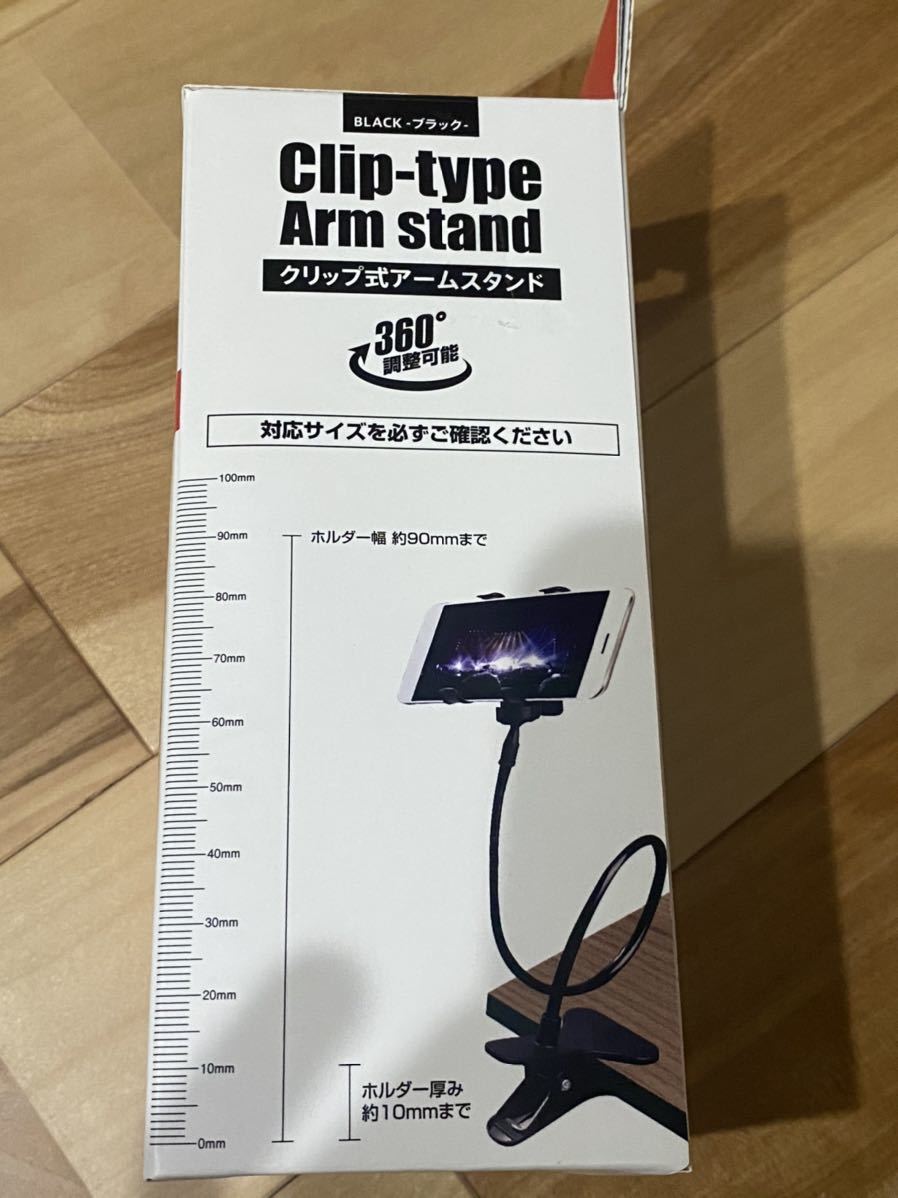 BLACK -ブラック-
Clip-type
Arm stand
クリップ式アームスタンド
360°
調整可能
対応サイズを必ずご確認ください
100mm
90mm
ホルダー幅 約90mmまで
80mm
70mm
60mm
50mm
40mm
30mm
20mm
10mm
ホルダー厚み
約10mmまで
0mm